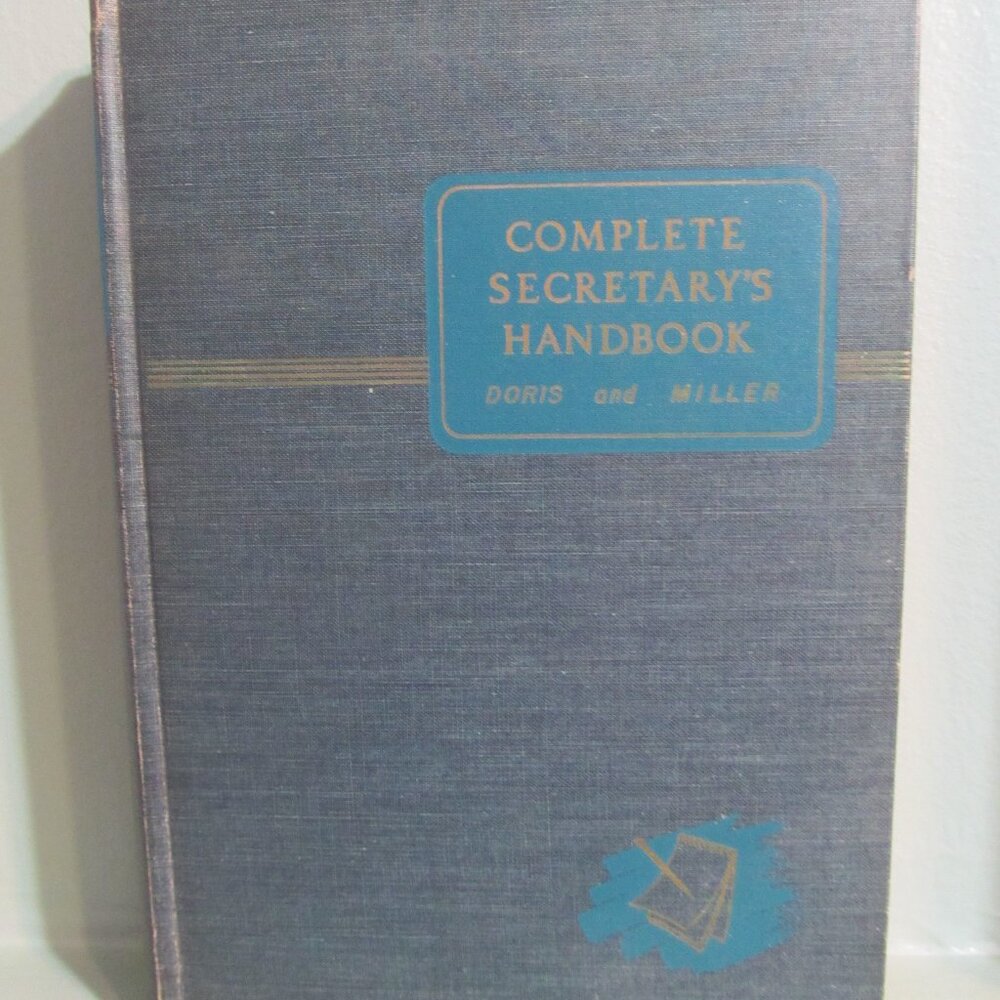 COMPLETE
SECRETARY'S
HANDBOOK
DORIS and MILLER